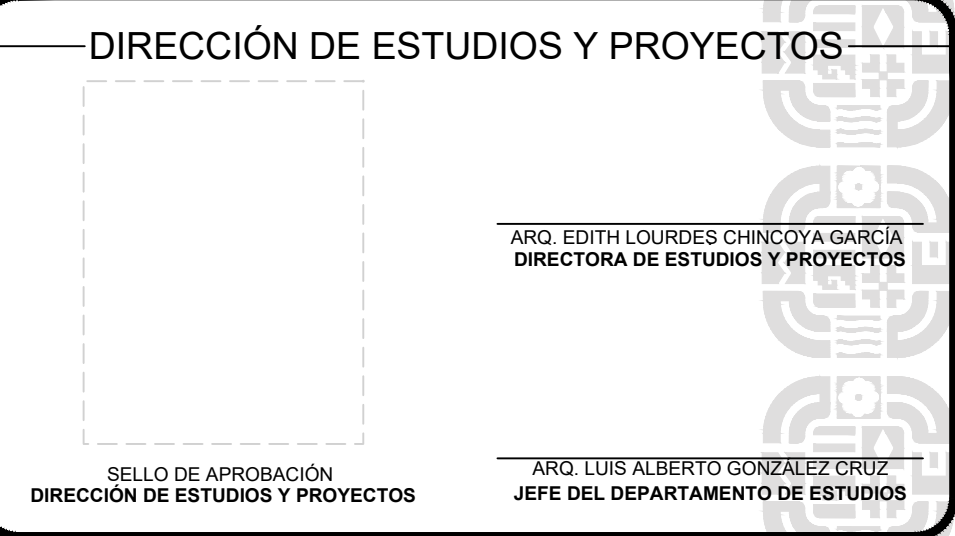 DIRECCIÓN DE ESTUDIOS Y PROYECTOS
ARQ. EDITH LOURDES CHINCOYA GARCÍA
DIRECTORA DE ESTUDIOS Y PROYECTOS
SELLO DE APROBACIÓN
DIRECCIÓN DE ESTUDIOS Y PROYECTOS
ARQ. LUIS ALBERTO GONZÁLEZ CRUZ
JEFE DEL DEPARTAMENTO DE ESTUDIOS